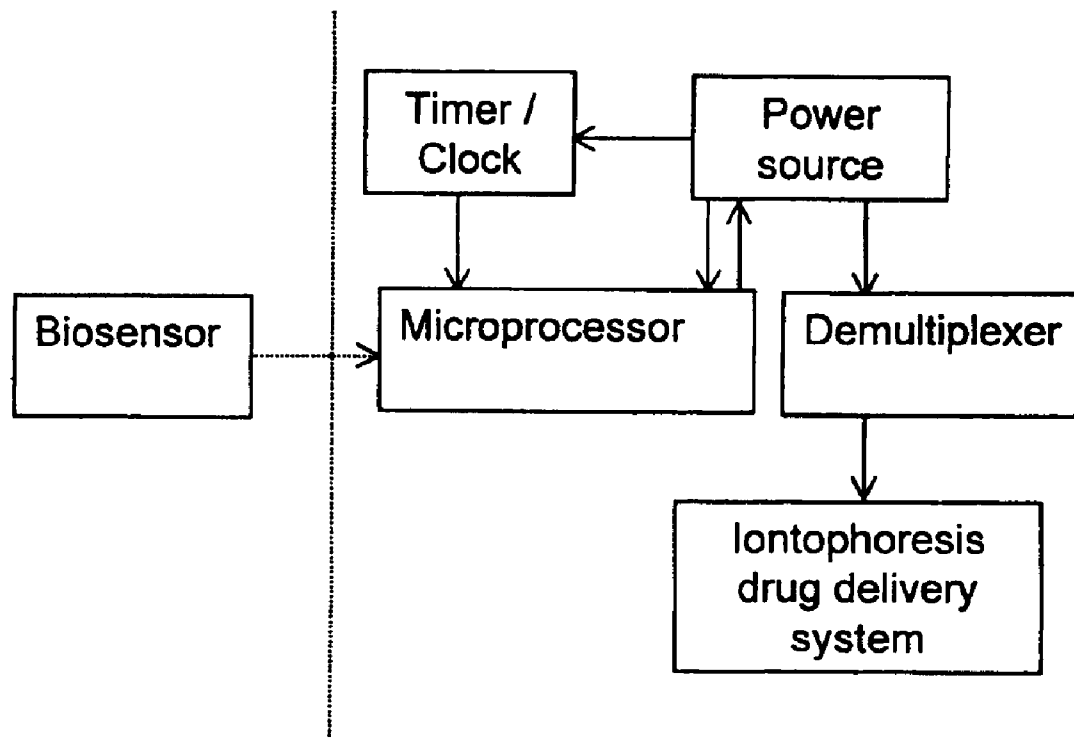 Timer /
Clock
Power
source
Biosensor
Microprocessor
Demultiplexer
Iontophoresis
drug delivery
system